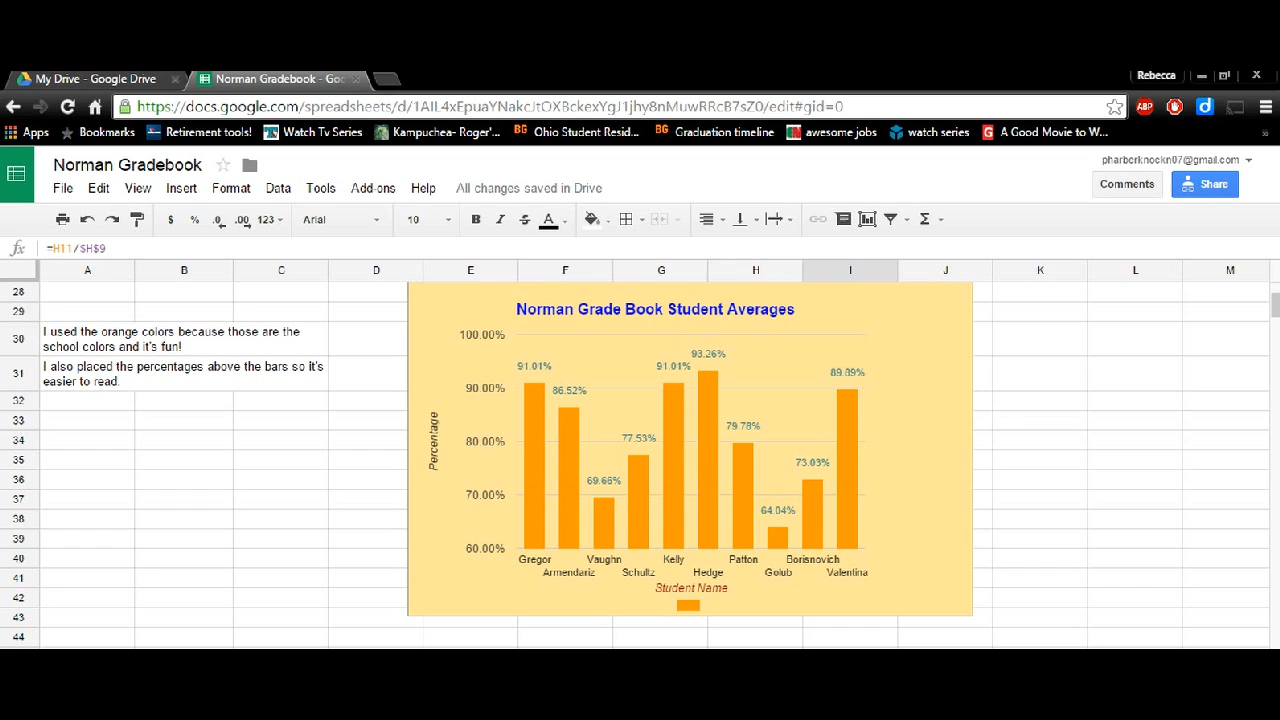 My Drive - Google Drive
Norman Gradebook - Goo
Rebecca
https://docs.google.com/spreadsheets/d/1AIL4xEpuaYNakcJtOXBckexYgJ1jhy8nMuwRRcB7sZ0/edit#gid=0
ABP
Apps Bookmarks Retirement tools! Watch Tv Series Kampuchea- Roger'... BG Ohio Student Resid... BG Graduation timeline awesome jobs watch series G A Good Movie to W... »
Norman Gradebook
pharborknockn07@gmail.com
File Edit View Insert Format Data Tools Add-ons Help All changes saved in Drive
Comments Share
$ % .0 .00 123 Arial 10 B I S A Σ
fx =H11/$H$9
A B C D E F G H I J K L M
28
29
30
31
32
33
34
35
36
37
38
39
40
41
42
43
44
I used the orange colors because those are the
school colors and it's fun!
I also placed the percentages above the bars so it's
easier to read.
Norman Grade Book Student Averages
100.00%
90.00%
80.00%
70.00%
60.00%
Percentage
91.01%
86.52%
69.66%
77.53%
91.01%
93.26%
79.78%
64.04%
73.03%
89.89%
Gregor Vaughn Kelly Patton Borisnovich
Armendariz Schultz Hedge Golub Valentina
Student Name